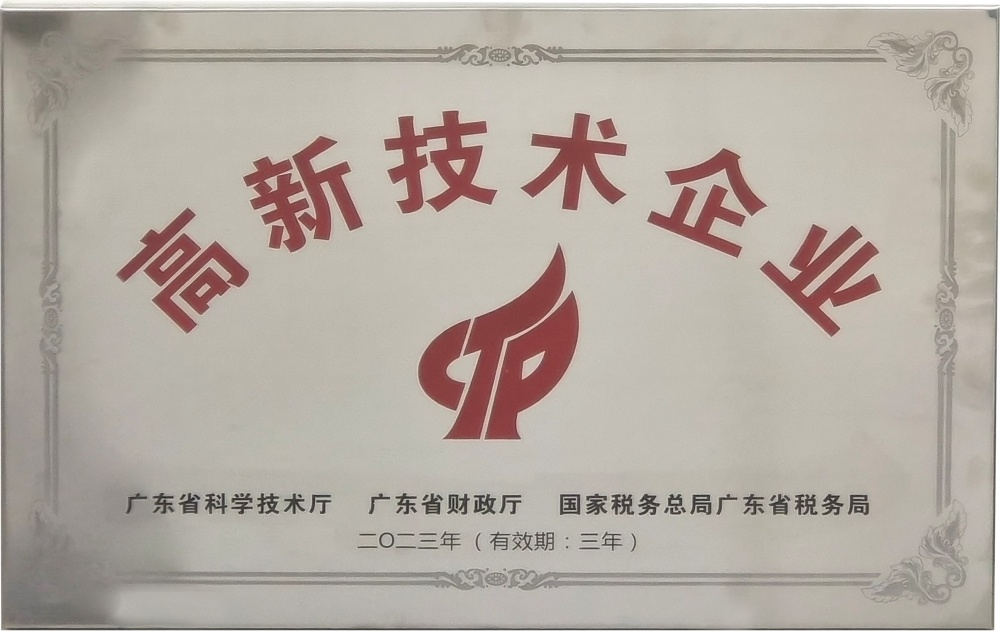 高新技术企业
广东省科学技术厅 广东省财政厅 国家税务总局广东省税务局
二〇二三年（有效期：三年）